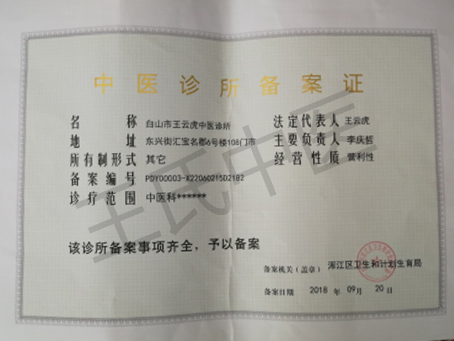 中医诊所备案证
名称 白山市王云虎中医诊所 法定代表人 王云虎
地址 东兴街汇宝名都6号楼108门市 主要负责人 李庆哲
所有制形式 其它 经营性质 营利性
备案编号 PDY00003-X22060215D2182
诊疗范围 中医科******
该诊所备案事项齐全，予以备案
备案机关（盖章） 浑江区卫生和计划生育局
备案日期 2018 年 09 月 20 日
王氏中医